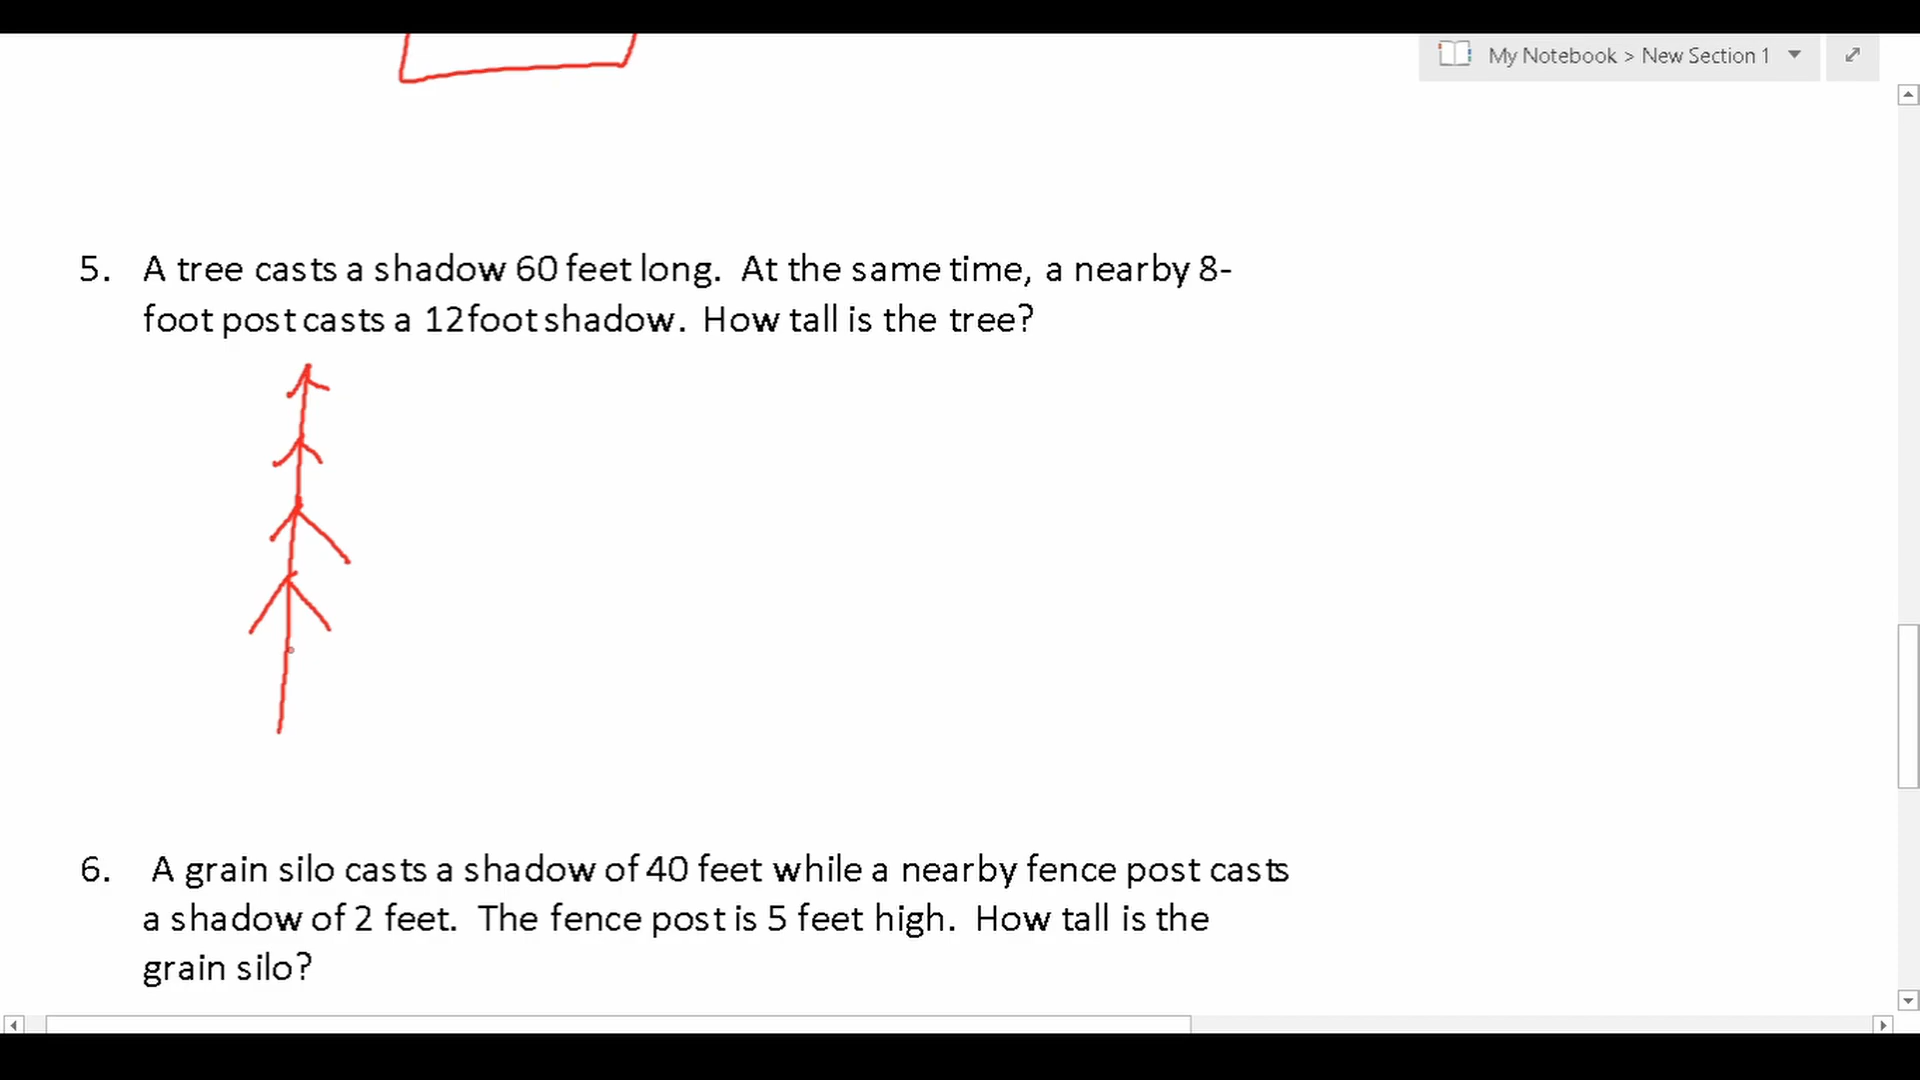 My Notebook > New Section 1
5. A tree casts a shadow 60 feet long. At the same time, a nearby 8-
foot post casts a 12 foot shadow. How tall is the tree?
6. A grain silo casts a shadow of 40 feet while a nearby fence post casts
a shadow of 2 feet. The fence post is 5 feet high. How tall is the
grain silo?